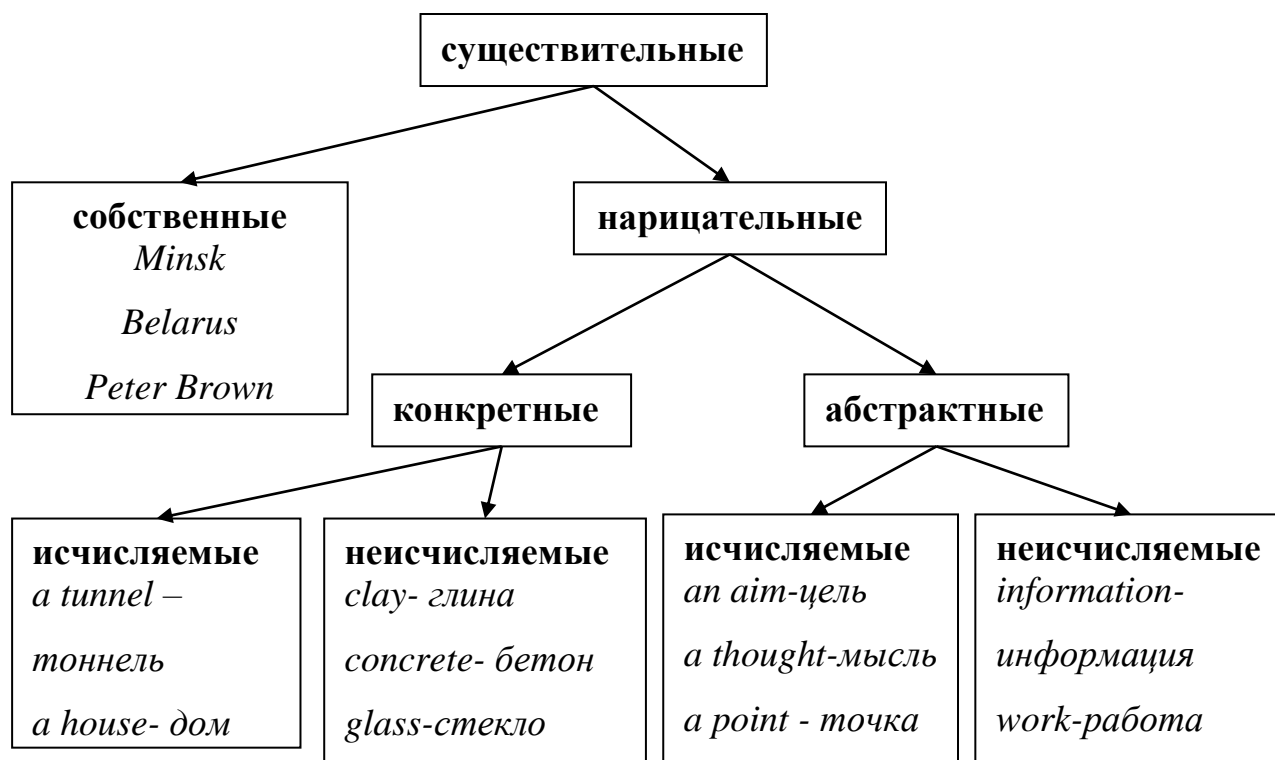 существительные
собственные
Minsk
Belarus
Peter Brown
нарицательные
конкретные
абстрактные
исчисляемые
a tunnel –
тоннель
a house- дом
неисчисляемые
clay- глина
concrete- бетон
glass-стекло
исчисляемые
an aim-цель
a thought-мысль
a point - точка
неисчисляемые
information-
информация
work-работа